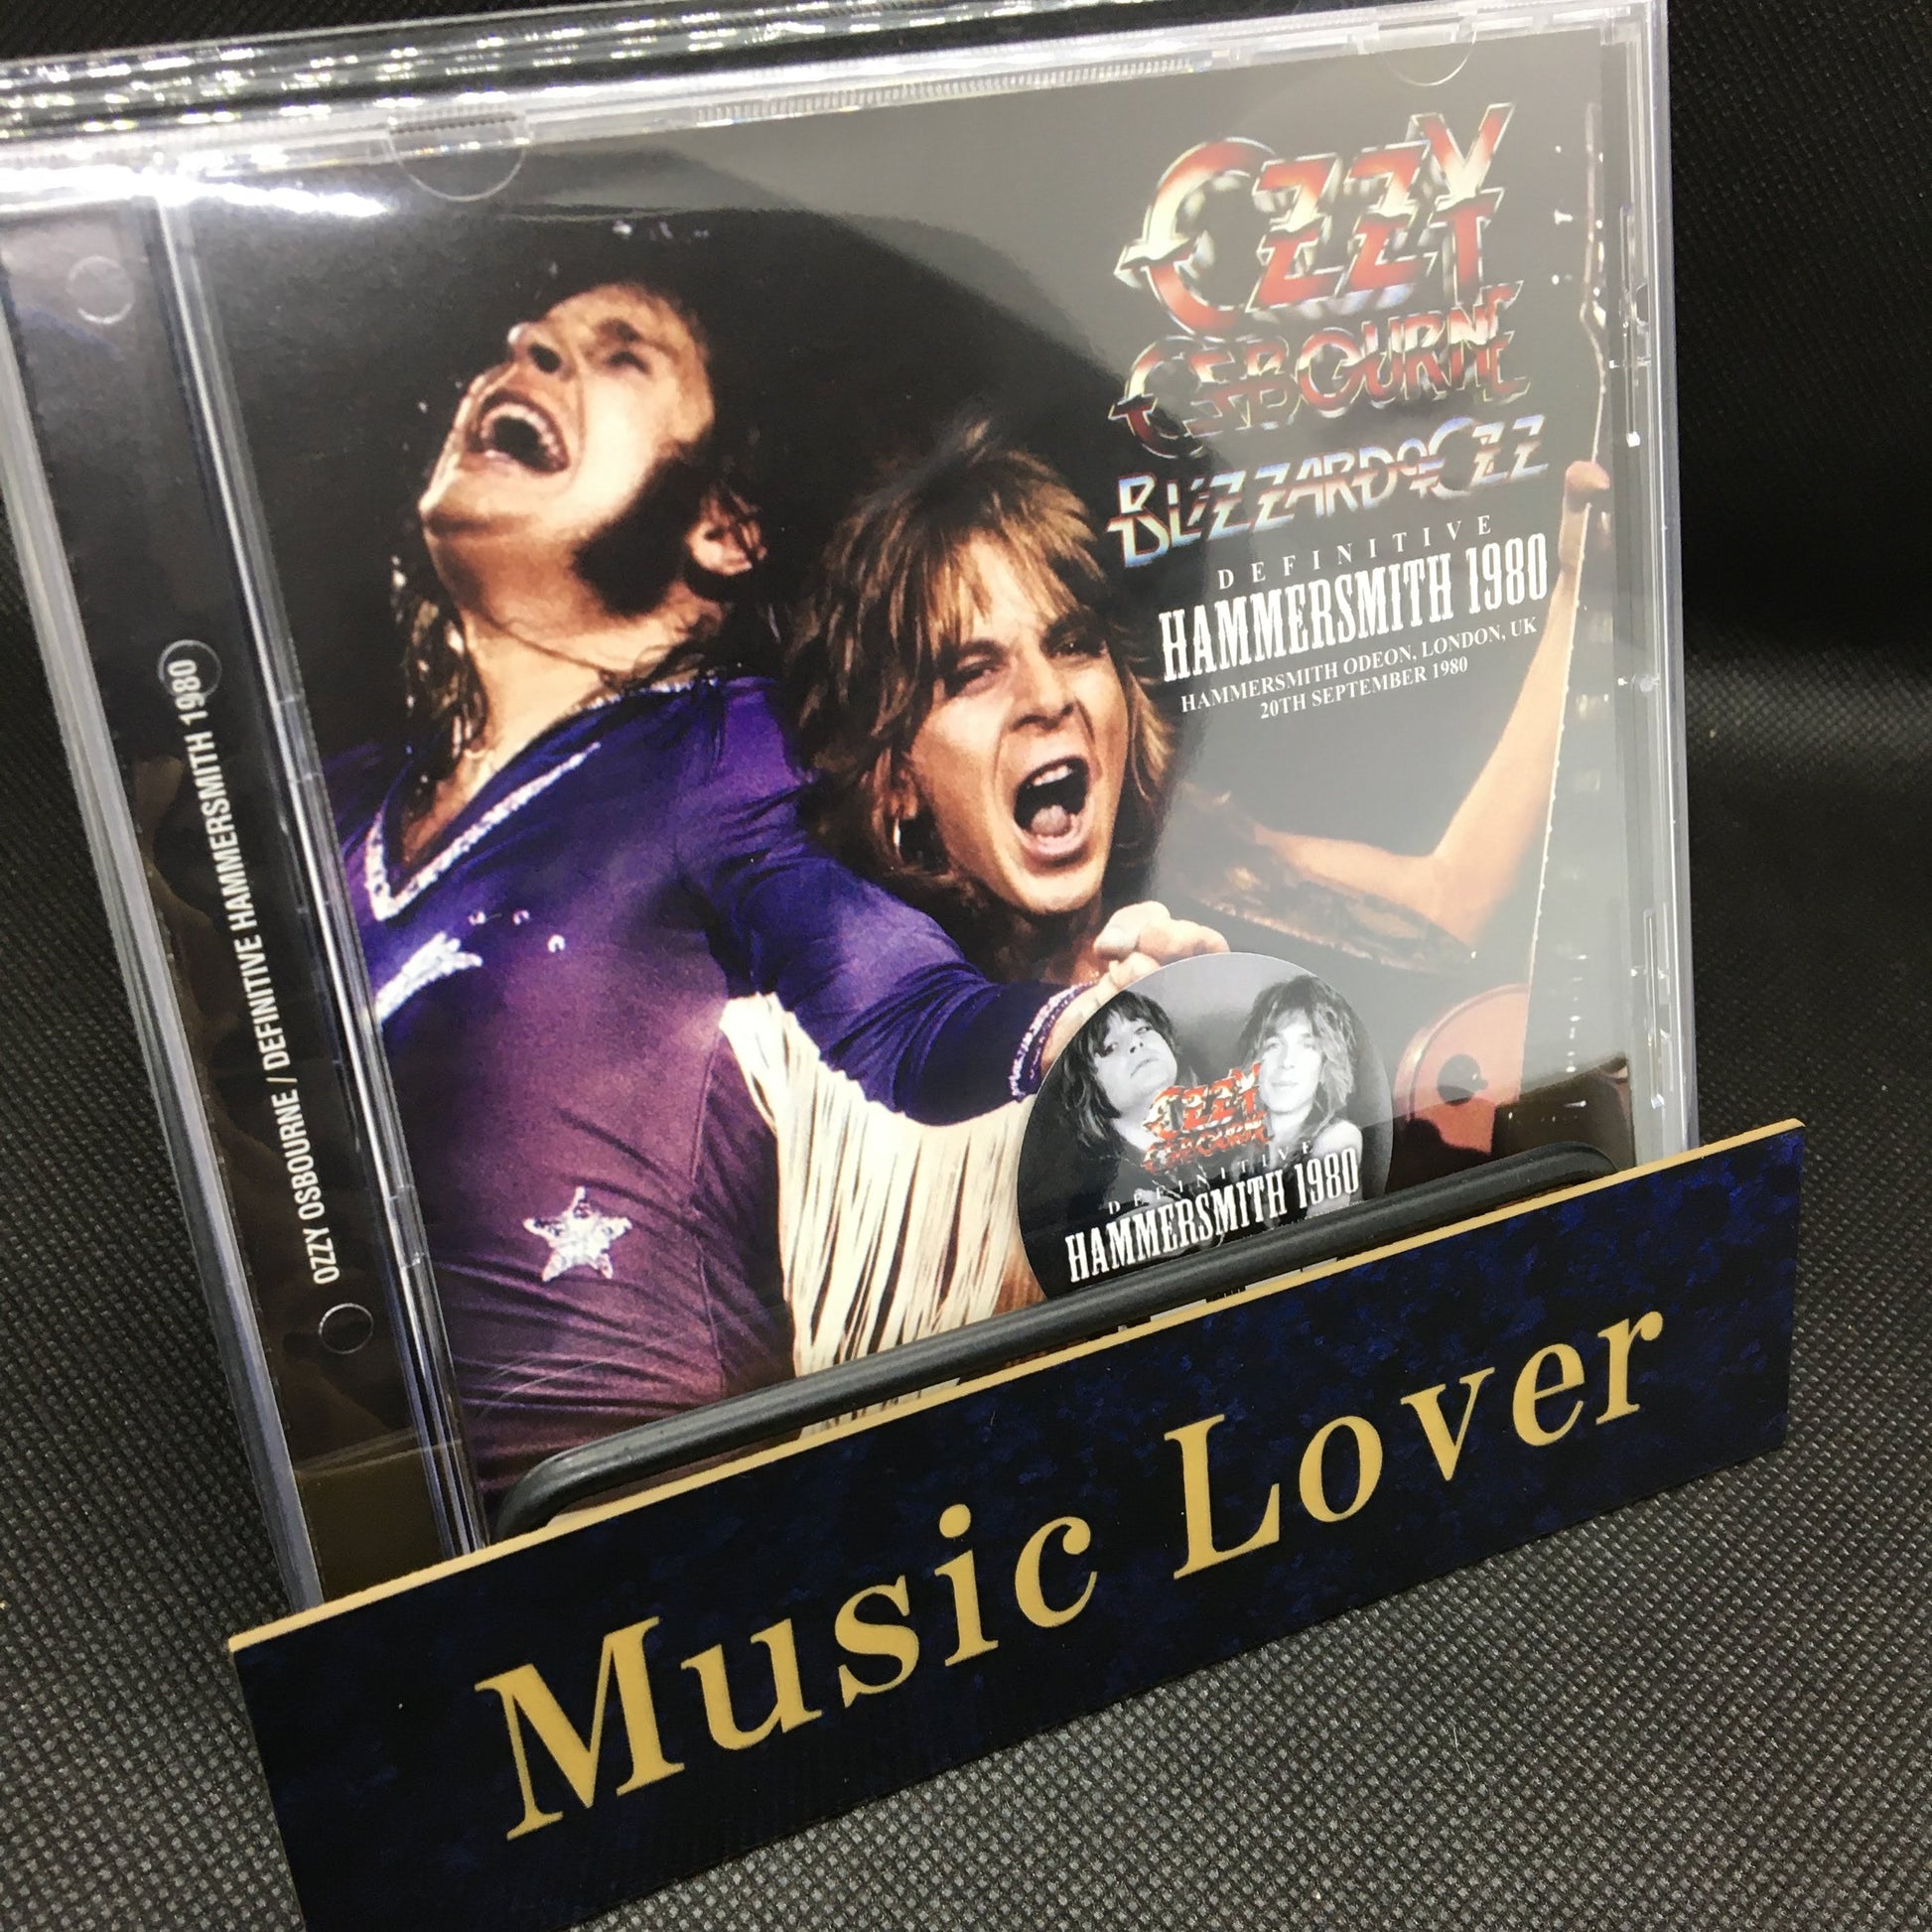 OZZY
OSBOURNE
BLIZZARD OF OZZ
DEFINITIVE
HAMMERSMITH 1980
HAMMERSMITH ODEON, LONDON, UK
20TH SEPTEMBER 1980
OZZY OSBOURNE / DEFINITIVE HAMMERSMITH 1980
OZZY
OSBOURNE
DEFINITIVE
HAMMERSMITH 1980
Music Lover